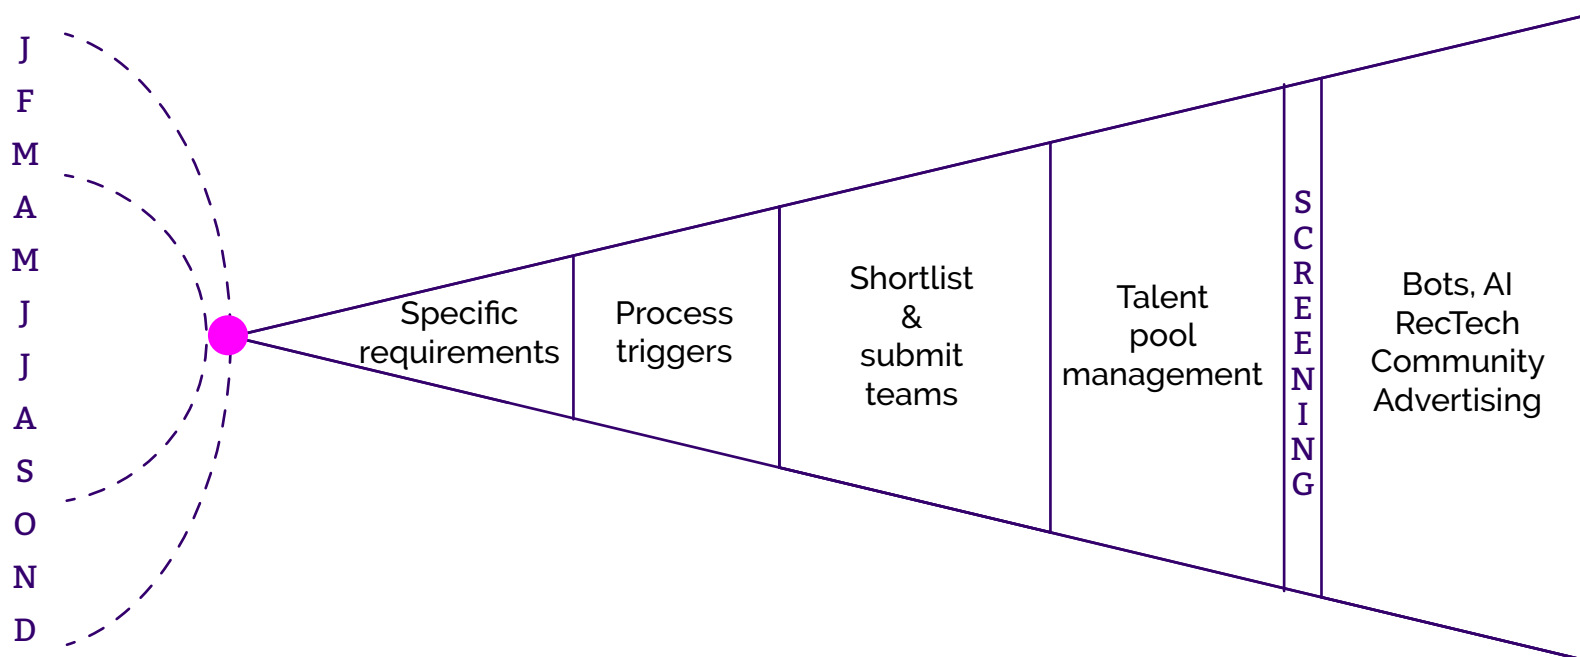 J
F
M
A
M
J
J
A
S
O
N
D
Specific
requirements
Process
triggers
Shortlist
&
submit
teams
Talent
pool
management
SCREENING
Bots, AI
RecTech
Community
Advertising